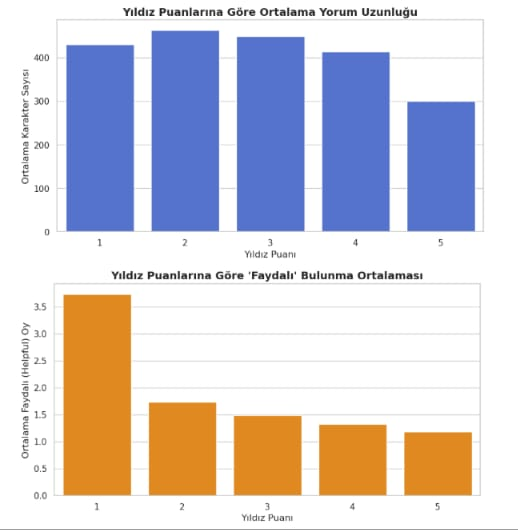 Yıldız Puanlarına Göre Ortalama Yorum Uzunluğu
Ortalama Karakter Sayısı
400
300
200
100
0
1 2 3 4 5
Yıldız Puanı
Yıldız Puanlarına Göre 'Faydalı' Bulunma Ortalaması
Ortalama Faydalı (Helpful) Oy
3.5
3.0
2.5
2.0
1.5
1.0
0.5
0.0
1 2 3 4 5
Yıldız Puanı